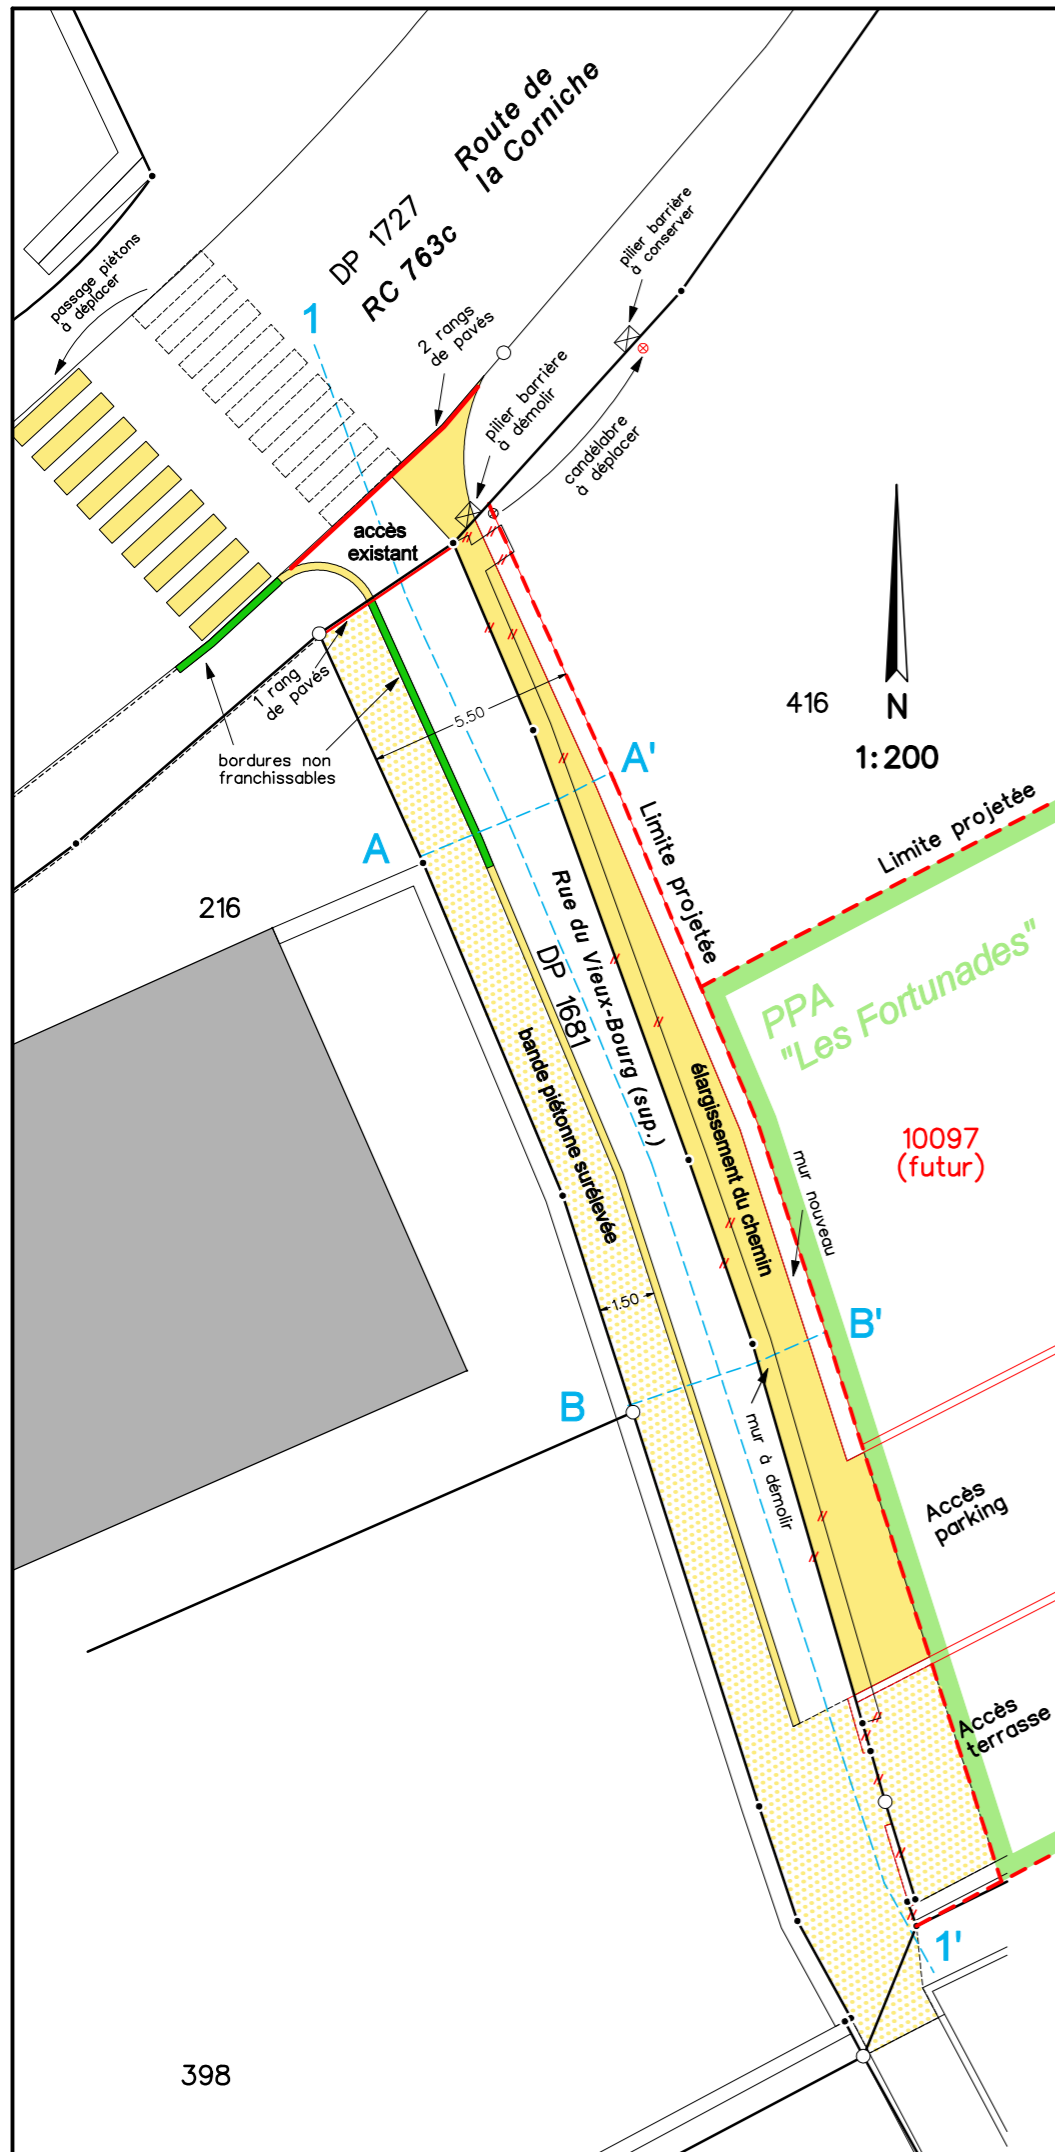 Route de
la Corniche
DP 1727
RC 763c
passage piétons
à déplacer
1
2 rangs
de pavés
pilier barrière
à conserver
pilier barrière
à démolir
candélabre
à déplacer
accès
existant
1 rang
de pavés
bordures non
franchissables
5.50
416
N
1:200
A'
A
Limite projetée
Limite projetée
216
Rue du Vieux-Bourg (sup.)
DP 1681
PPA
"Les Fortunades"
bande piétonne surélevée
élargissement du chemin
10097
(futur)
mur nouveau
1.50
B'
B
mur à démolir
Accès
parking
Accès
terrasse
1'
398